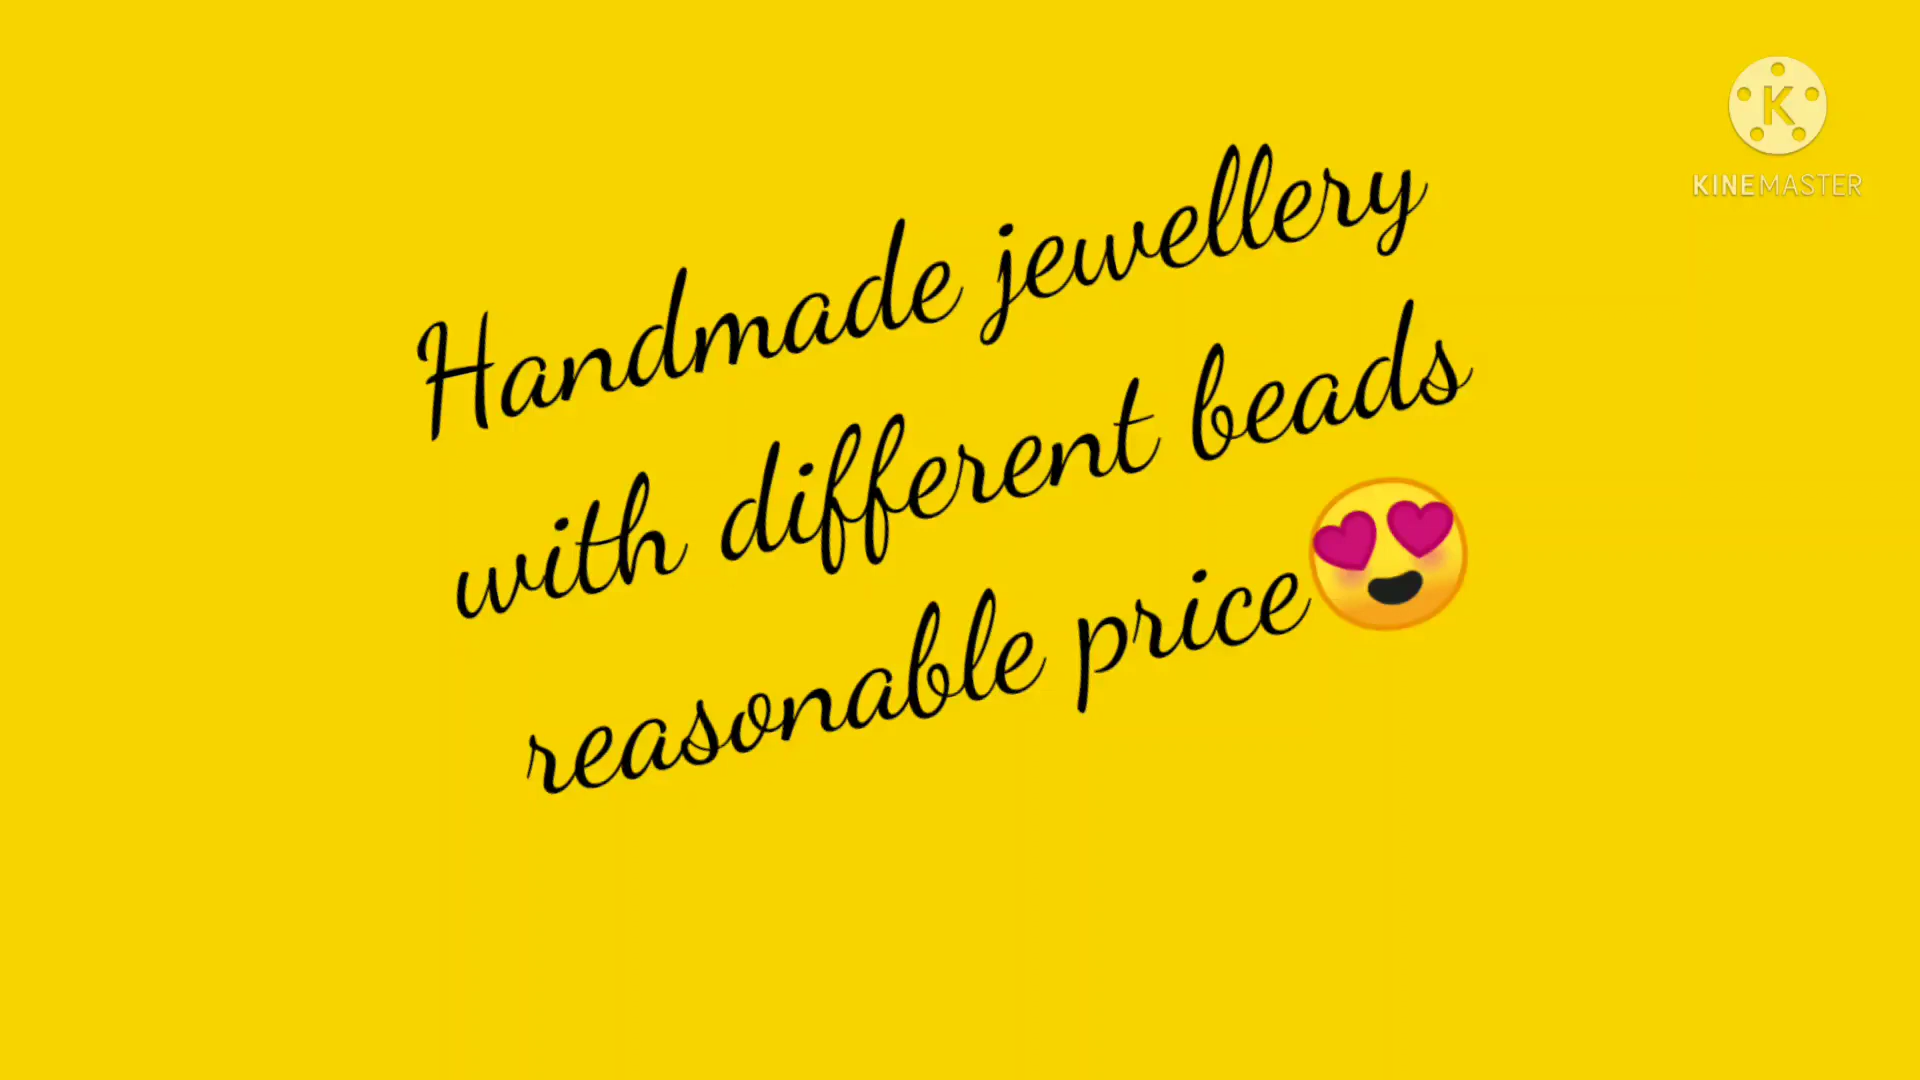 Handmade jewellery
with different beads
reasonable price😍
K
KINEMASTER